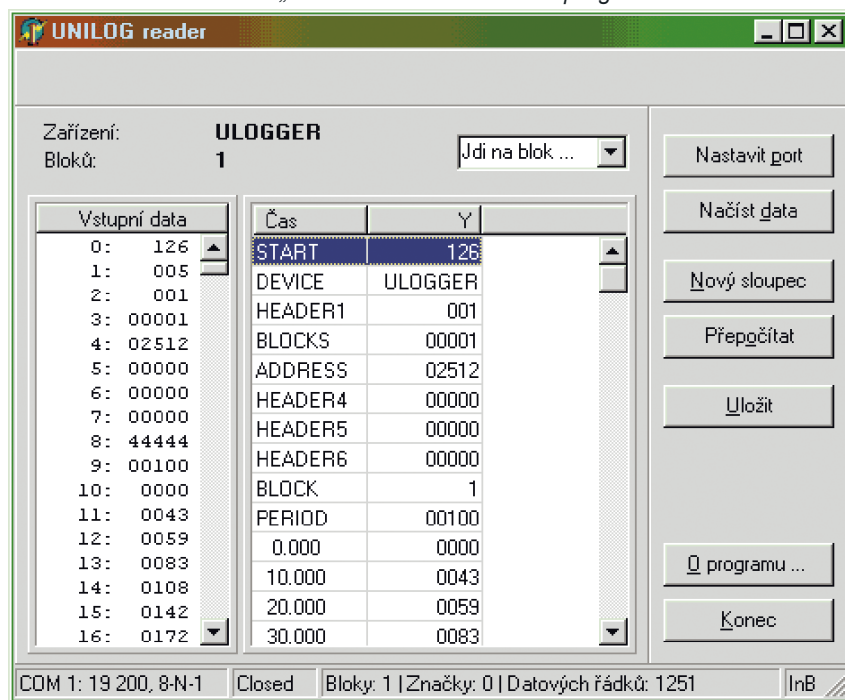 UNILOG reader
Zařízení: ULOGGER
Bloků: 1
Jdi na blok ...
Vstupní data
0: 126
1: 005
2: 001
3: 00001
4: 02512
5: 00000
6: 00000
7: 00000
8: 44444
9: 00100
10: 0000
11: 0043
12: 0059
13: 0083
14: 0108
15: 0142
16: 0172
Čas Y
START 126
DEVICE ULOGGER
HEADER1 001
BLOCKS 00001
ADDRESS 02512
HEADER4 00000
HEADER5 00000
HEADER6 00000
BLOCK 1
PERIOD 00100
0.000 0000
10.000 0043
20.000 0059
30.000 0083
Nastavit port
Načíst data
Nový sloupec
Přepočítat
Uložit
O programu ...
Konec
COM 1: 19 200, 8-N-1 Closed Bloky: 1 | Značky: 0 | Datových řádků: 1251 InB